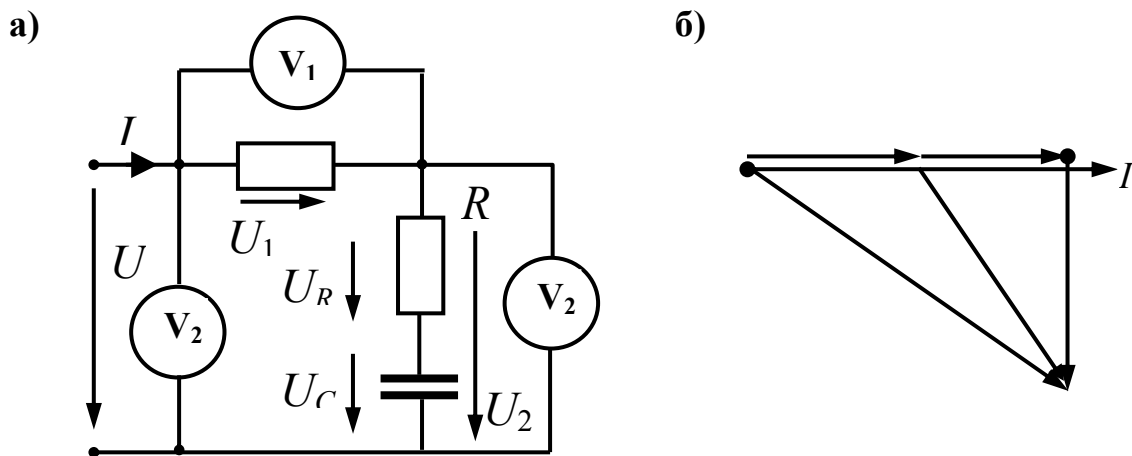 а)
б)
V₁
I
U₁
R
U
U_R
V₂
V₂
U_C
U₂
I